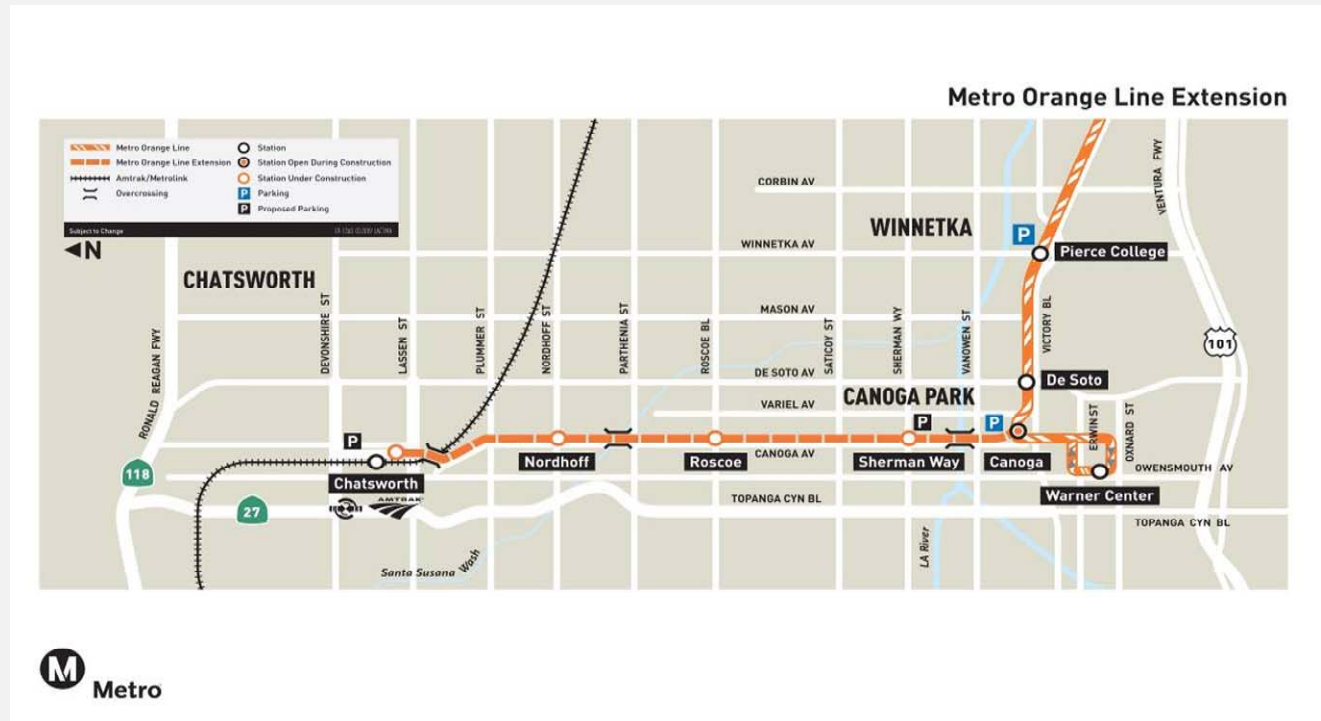 Metro Orange Line Extension
Metro Orange Line
Metro Orange Line Extension
Amtrak/Metrolink
Overcrossing
Station
Station Open During Construction
Station Under Construction
P Parking
P Proposed Parking
Subject to Change
N
CHATSWORTH
WINNETKA
CANOGA PARK
CORBIN AV
WINNETKA AV
MASON AV
DE SOTO AV
VARIEL AV
CANOGA AV
OWENSMOUTH AV
TOPANGA CYN BL
TOPANGA CYN BL
RONALD REAGAN FWY
DEVONSHIRE ST
LASSEN ST
PLUMMER ST
NORDHOFF ST
PARTHENIA ST
ROSCOE BL
SATICOY ST
SHERMAN WY
VANOWEN ST
VICTORY BL
ERWIN ST
OXNARD ST
VENTURA FWY
P
Pierce College
101
De Soto
P
P
P
Chatsworth
Nordhoff
Roscoe
Sherman Way
Canoga
Warner Center
118
27
AMTRAK
Santa Susana Wash
LA River
M
Metro